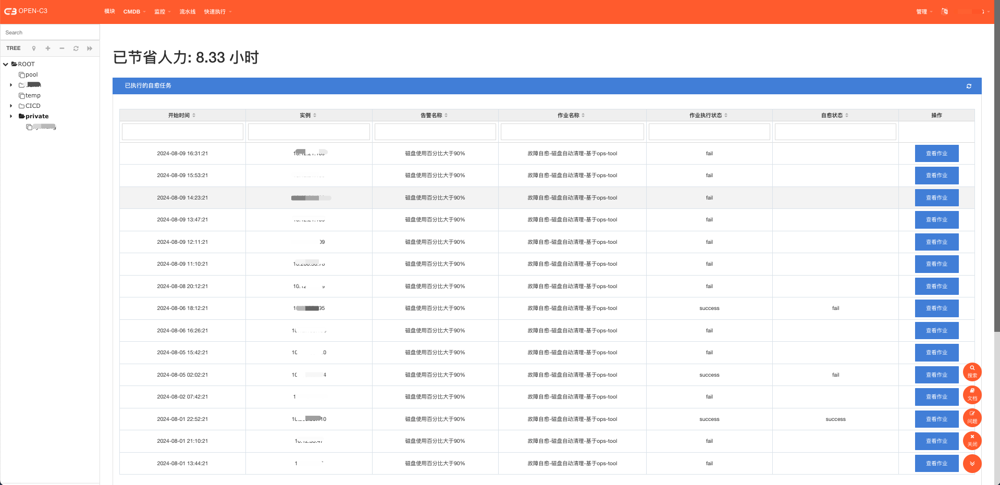 OPEN-C3 模块 CMDB 监控 流水线 快速执行 管理
Search
TREE
ROOT
pool
temp
CICD
private
已节省人力: 8.33 小时
已执行的自愈任务
开始时间 实例 告警名称 作业名称 作业执行状态 自愈状态 操作
2024-08-09 16:31:21 磁盘使用百分比大于90% 故障自愈-磁盘自动清理-基于ops-tool fail 查看作业
2024-08-09 15:53:21 磁盘使用百分比大于90% 故障自愈-磁盘自动清理-基于ops-tool fail 查看作业
2024-08-09 14:23:21 磁盘使用百分比大于90% 故障自愈-磁盘自动清理-基于ops-tool fail 查看作业
2024-08-09 13:47:21 磁盘使用百分比大于90% 故障自愈-磁盘自动清理-基于ops-tool fail 查看作业
2024-08-09 12:11:21 09 磁盘使用百分比大于90% 故障自愈-磁盘自动清理-基于ops-tool fail 查看作业
2024-08-09 11:10:21 磁盘使用百分比大于90% 故障自愈-磁盘自动清理-基于ops-tool fail 查看作业
2024-08-08 20:12:21 磁盘使用百分比大于90% 故障自愈-磁盘自动清理-基于ops-tool fail 查看作业
2024-08-06 18:12:21 磁盘使用百分比大于90% 故障自愈-磁盘自动清理-基于ops-tool success fail 查看作业
2024-08-06 16:26:21 磁盘使用百分比大于90% 故障自愈-磁盘自动清理-基于ops-tool fail 查看作业
2024-08-05 15:42:21 磁盘使用百分比大于90% 故障自愈-磁盘自动清理-基于ops-tool fail 查看作业
2024-08-05 02:02:21 磁盘使用百分比大于90% 故障自愈-磁盘自动清理-基于ops-tool success fail 查看作业
2024-08-02 07:42:21 磁盘使用百分比大于90% 故障自愈-磁盘自动清理-基于ops-tool fail 查看作业
2024-08-01 22:52:21 磁盘使用百分比大于90% 故障自愈-磁盘自动清理-基于ops-tool success success 查看作业
2024-08-01 21:10:21 磁盘使用百分比大于90% 故障自愈-磁盘自动清理-基于ops-tool fail 查看作业
2024-08-01 13:44:21 磁盘使用百分比大于90% 故障自愈-磁盘自动清理-基于ops-tool fail 查看作业
搜索
文档
问题
关闭